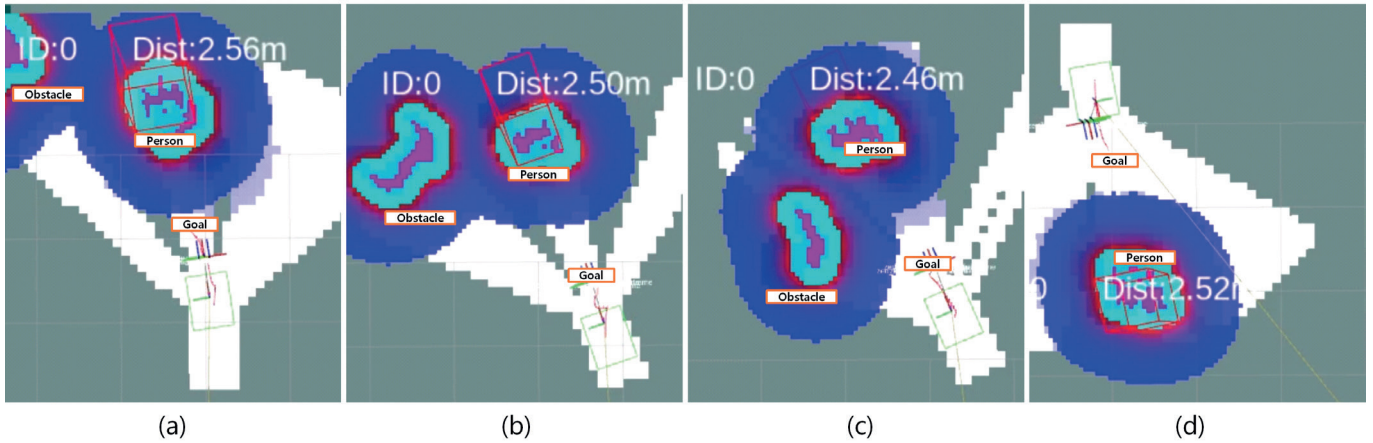 ID:0 Dist:2.56m
Obstacle
Person
Goal
(a)
ID:0 Dist:2.50m
Person
Obstacle
Goal
(b)
ID:0 Dist:2.46m
Person
Goal
Obstacle
(c)
Goal
Person
0 Dist:2.52
(d)